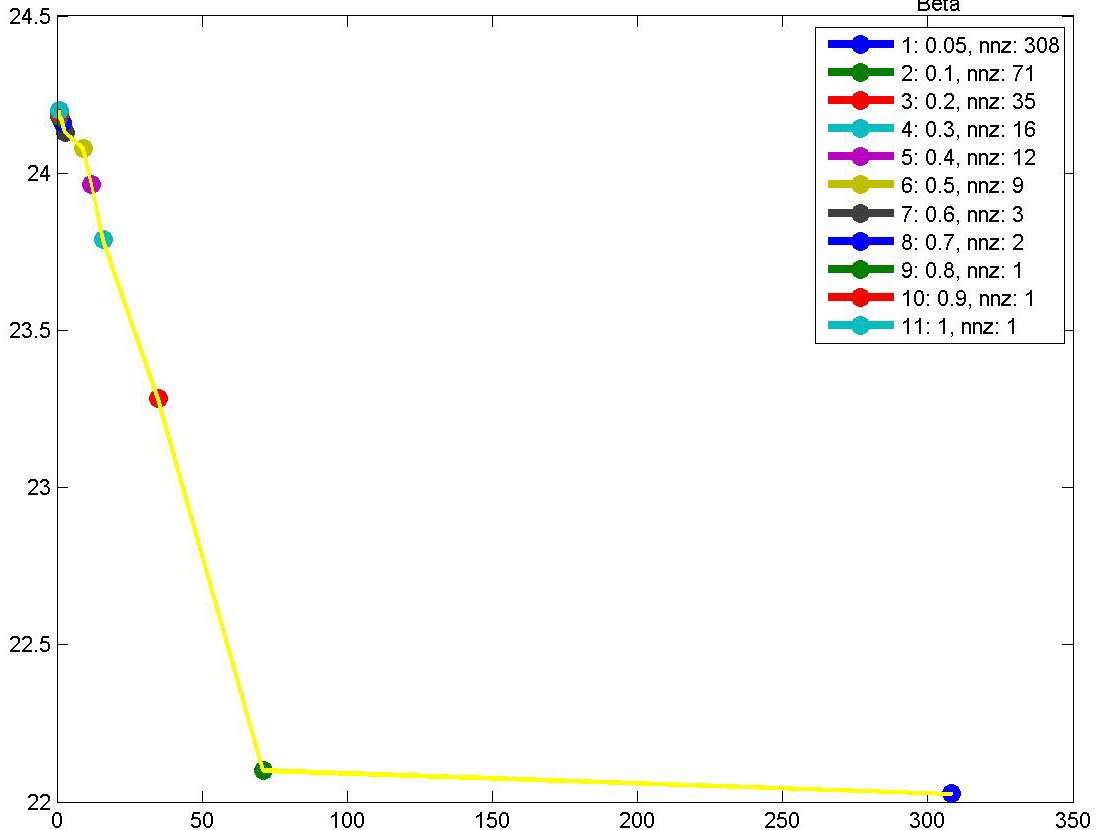 Beta
1: 0.05, nnz: 308
2: 0.1, nnz: 71
3: 0.2, nnz: 35
4: 0.3, nnz: 16
5: 0.4, nnz: 12
6: 0.5, nnz: 9
7: 0.6, nnz: 3
8: 0.7, nnz: 2
9: 0.8, nnz: 1
10: 0.9, nnz: 1
11: 1, nnz: 1
24.5
24
23.5
23
22.5
22
0 50 100 150 200 250 300 350